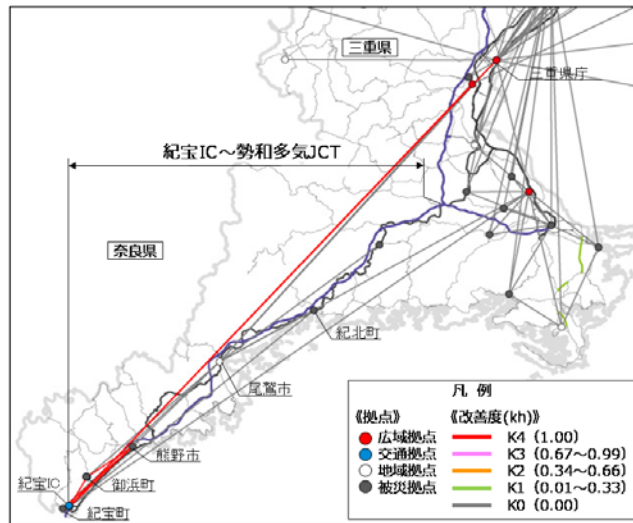 三重県
三重県庁
紀宝IC～勢和多気JCT
奈良県
紀北町
尾鷲市
熊野市
御浜町
紀宝IC
紀宝町
凡 例
《拠点》 《改善度(kh)》
広域拠点 K4 (1.00)
交通拠点 K3 (0.67～0.99)
地域拠点 K2 (0.34～0.66)
被災拠点 K1 (0.01～0.33)
K0 (0.00)